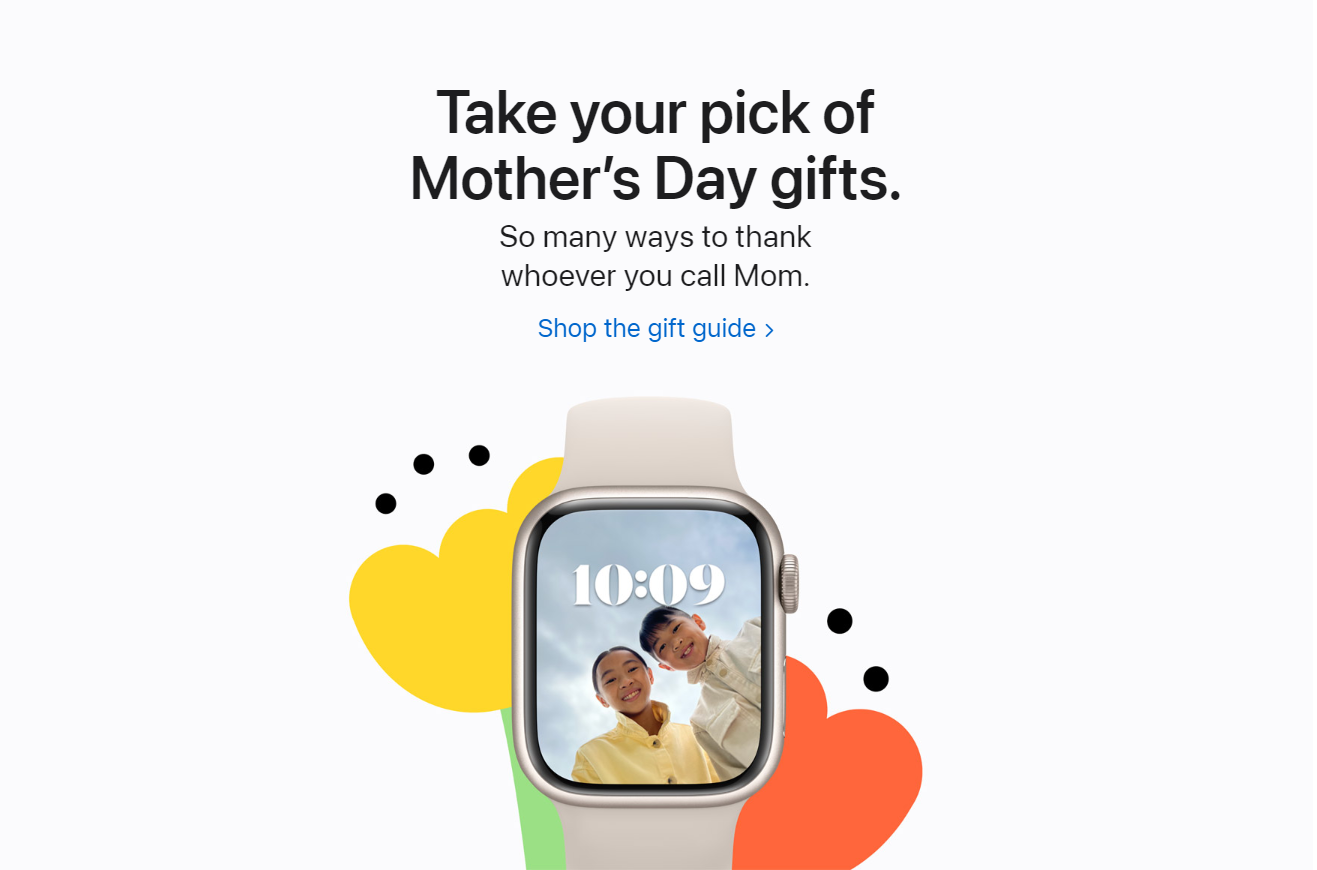 Take your pick of
Mother’s Day gifts.
So many ways to thank
whoever you call Mom.
Shop the gift guide >
10:09